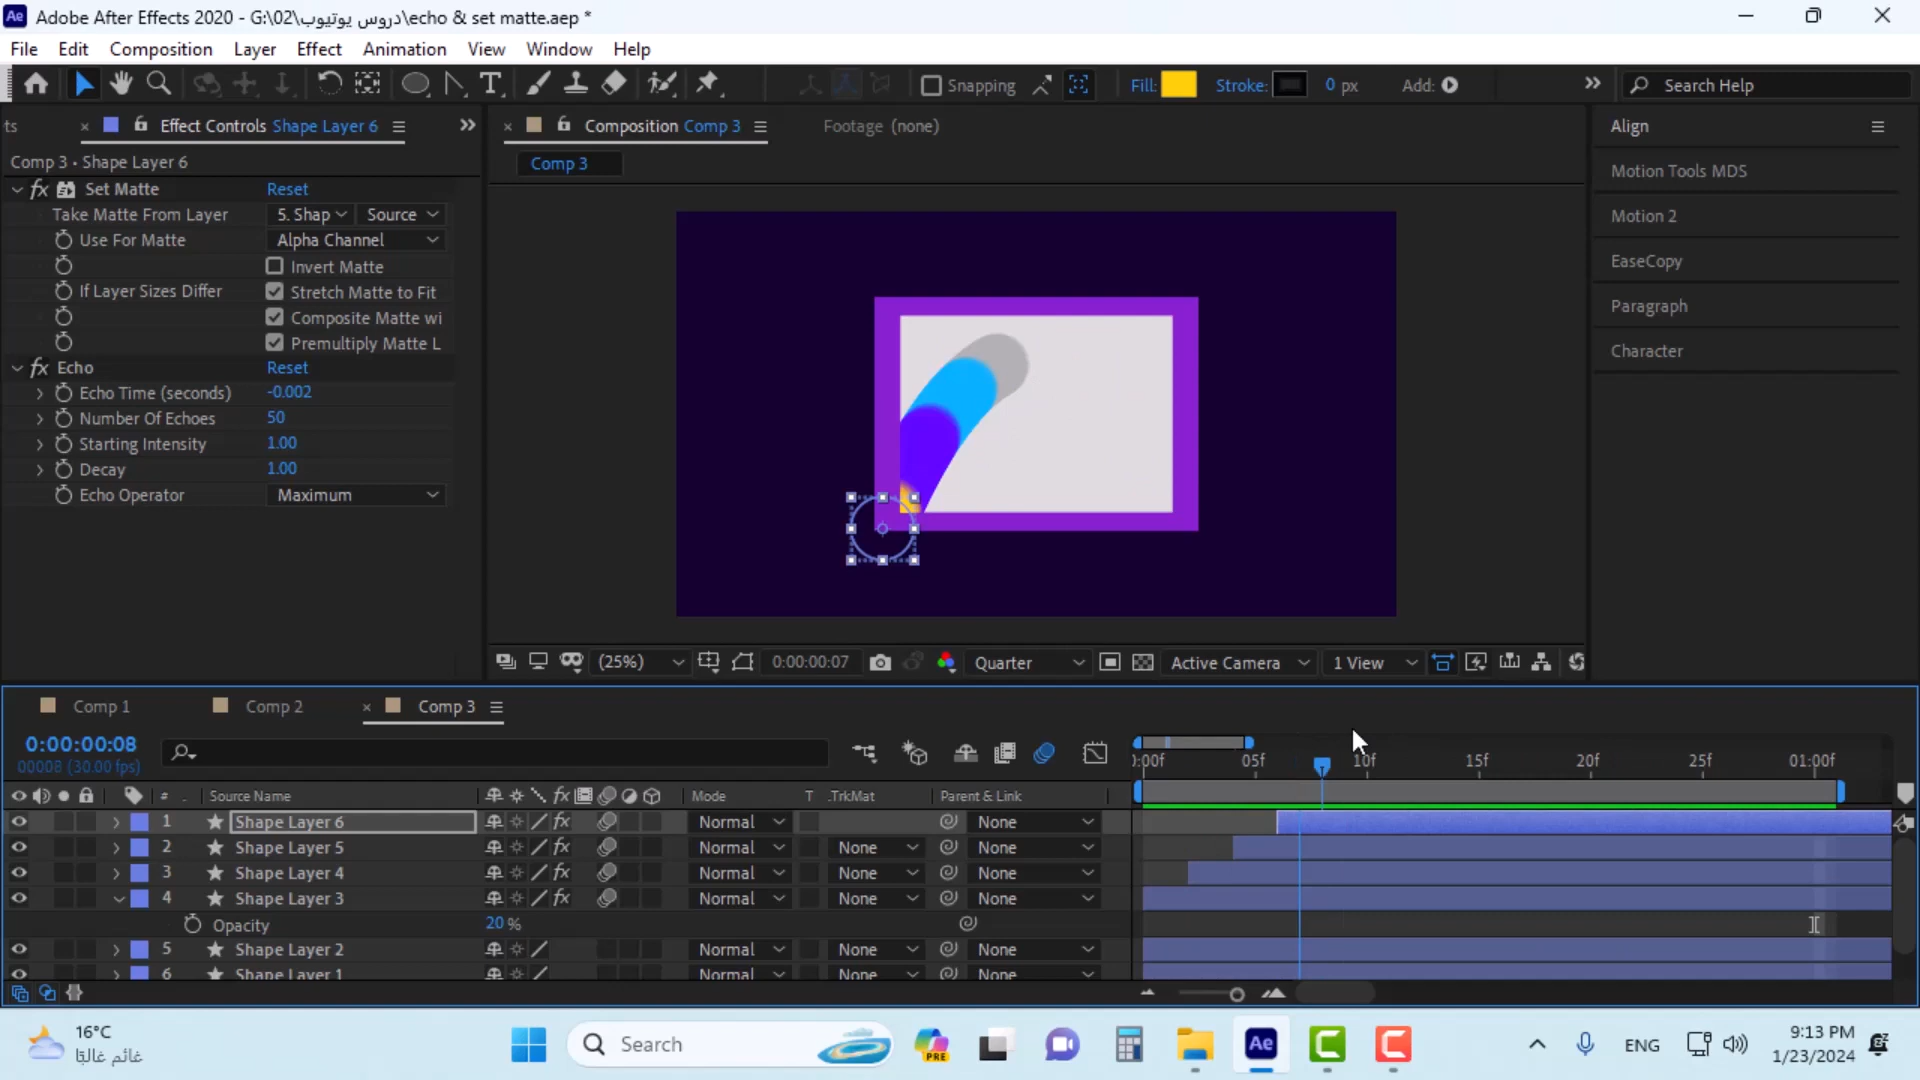 Adobe After Effects 2020 - G:\02\دروس يوتيوب\echo & set matte.aep *
File Edit Composition Layer Effect Animation View Window Help
Snapping Fill: Stroke: 0 px Add: Search Help
ts Effect Controls Shape Layer 6
Composition Comp 3 Footage (none)
Align
Comp 3 • Shape Layer 6
Comp 3
Motion Tools MDS
Motion 2
EaseCopy
Paragraph
Character
fx Set Matte Reset
Take Matte From Layer 5. Shap Source
Use For Matte Alpha Channel
Invert Matte
If Layer Sizes Differ Stretch Matte to Fit
Composite Matte wi
Premultiply Matte L
fx Echo Reset
Echo Time (seconds) -0.002
Number Of Echoes 50
Starting Intensity 1.00
Decay 1.00
Echo Operator Maximum
(25%) 0:00:00:07 Quarter Active Camera 1 View
Comp 1 Comp 2 Comp 3
0:00:00:08
00008 (30.00 fps)
):00f 05f 10f 15f 20f 25f 01:00f
# Source Name fx Mode T .TrkMat Parent & Link
1 Shape Layer 6 fx Normal None
2 Shape Layer 5 fx Normal None None
3 Shape Layer 4 fx Normal None None
4 Shape Layer 3 fx Normal None None
Opacity 20 %
5 Shape Layer 2 Normal None None
6 Shape Layer 1 Normal None None
16°C
غائم غالبًا
Search
PRE
Ae
ENG
9:13 PM
1/23/2024